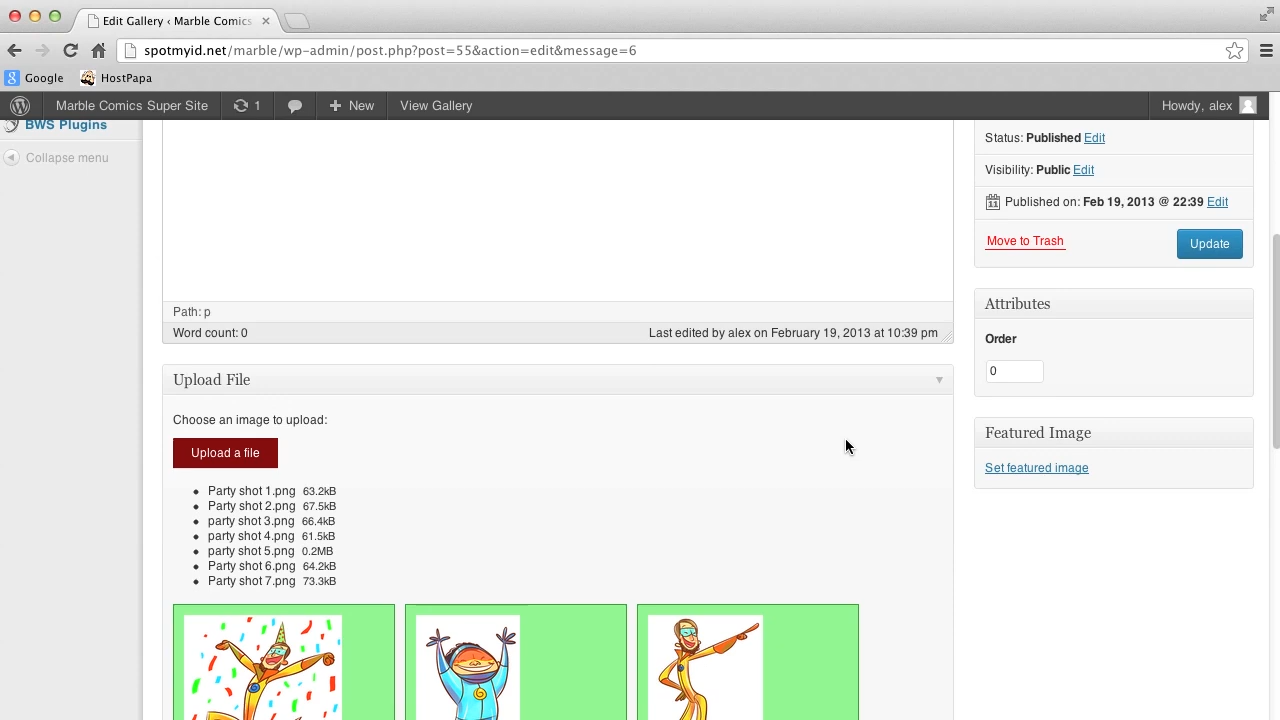 Edit Gallery ‹ Marble Comics
spotmyid.net/marble/wp-admin/post.php?post=55&action=edit&message=6
Google HostPapa
Marble Comics Super Site 1 New View Gallery Howdy, alex
BWS Plugins
Collapse menu
Status: Published Edit
Visibility: Public Edit
Published on: Feb 19, 2013 @ 22:39 Edit
Move to Trash Update
Path: p
Word count: 0 Last edited by alex on February 19, 2013 at 10:39 pm
Attributes
Order
0
Featured Image
Set featured image
Upload File
Choose an image to upload:
Upload a file
Party shot 1.png 63.2kB
Party shot 2.png 67.5kB
party shot 3.png 66.4kB
party shot 4.png 61.5kB
party shot 5.png 0.2MB
Party shot 6.png 64.2kB
Party shot 7.png 73.3kB